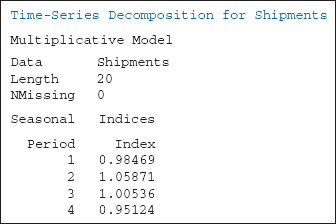 Time-Series Decomposition for Shipments
Multiplicative Model
Data Shipments
Length 20
NMissing 0
Seasonal Indices
Period Index
1 0.98469
2 1.05871
3 1.00536
4 0.95124